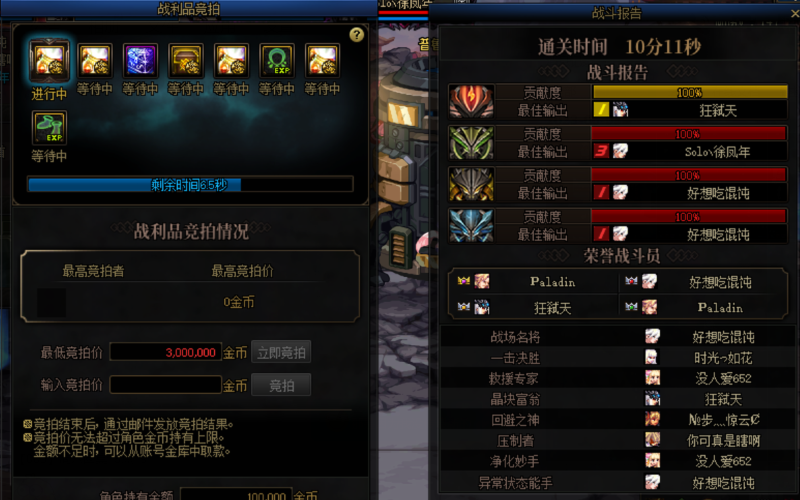 战利品竞拍
?
EXP
进行中
等待中
等待中
等待中
等待中
等待中
等待中
EXP
等待中
剩余时间6.5秒
战利品竞拍情况
最高竞拍者
最高竞拍价
0金币
最低竞拍价
3,000,000
金币
立即竞拍
输入竞拍价
金币
竞拍
※竞拍结束后,通过邮件发放竞拍结果。
※竞拍价无法超过角色金币持有上限。
金额不足时,可以从账号金库中取款。
角色持有金额
100,000
金币
战斗报告
通关时间 10分11秒
战斗报告
贡献度
100%
最佳输出
1
狂弑天
贡献度
100%
最佳输出
3
Solo\徐凤年
贡献度
100%
最佳输出
1
好想吃混沌
贡献度
100%
最佳输出
1
好想吃混沌
荣誉战斗员
Paladin
好想吃混沌
狂弑天
Paladin
战场名将
好想吃混沌
一击决胜
时光っ如花
救援专家
没人爱652
晶块富翁
狂弑天
回避之神
№步灬惊云₡
压制者
你可真是瞎啊
净化妙手
没人爱652
异常状态能手
好想吃混沌